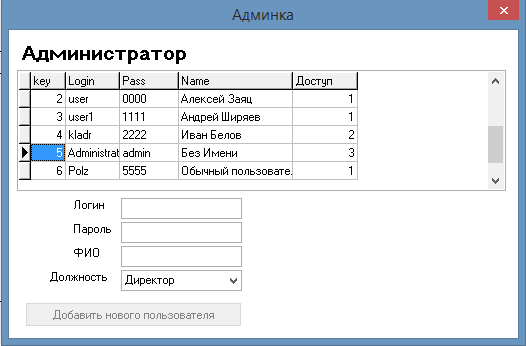 Админка
Администратор
key Login Pass Name Доступ
2 user 0000 Алексей Заяц 1
3 user1 1111 Андрей Ширяев 1
4 kladr 2222 Иван Белов 2
5 Administrat admin Без Имени 3
6 Polz 5555 Обычный пользовате. 1
Логин
Пароль
ФИО
Должность Директор
Добавить нового пользователя